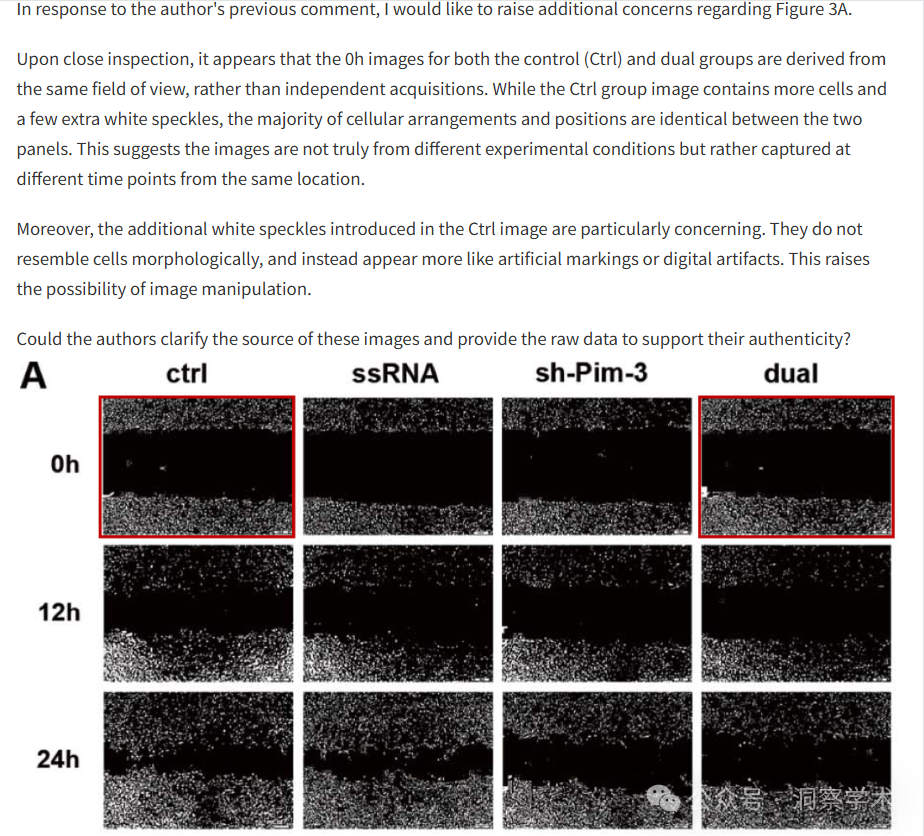 In response to the author's previous comment, I would like to raise additional concerns regarding Figure 3A.
Upon close inspection, it appears that the 0h images for both the control (Ctrl) and dual groups are derived from
the same field of view, rather than independent acquisitions. While the Ctrl group image contains more cells and
a few extra white speckles, the majority of cellular arrangements and positions are identical between the two
panels. This suggests the images are not truly from different experimental conditions but rather captured at
different time points from the same location.
Moreover, the additional white speckles introduced in the Ctrl image are particularly concerning. They do not
resemble cells morphologically, and instead appear more like artificial markings or digital artifacts. This raises
the possibility of image manipulation.
Could the authors clarify the source of these images and provide the raw data to support their authenticity?
A ctrl ssRNA sh-Pim-3 dual
0h
12h
24h
公众号 · 洞察学术